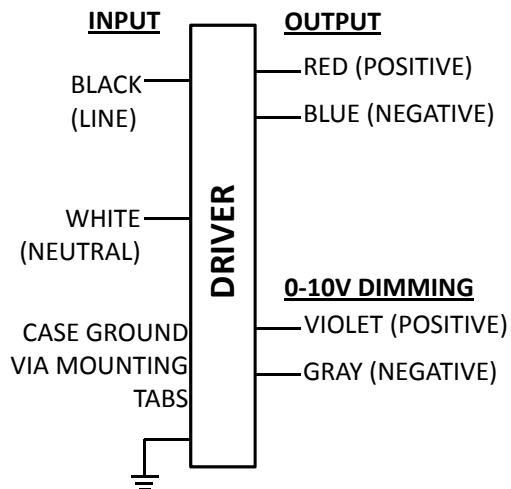 INPUT
BLACK
(LINE)
WHITE
(NEUTRAL)
CASE GROUND
VIA MOUNTING
TABS
DRIVER
OUTPUT
RED (POSITIVE)
BLUE (NEGATIVE)
0-10V DIMMING
VIOLET (POSITIVE)
GRAY (NEGATIVE)